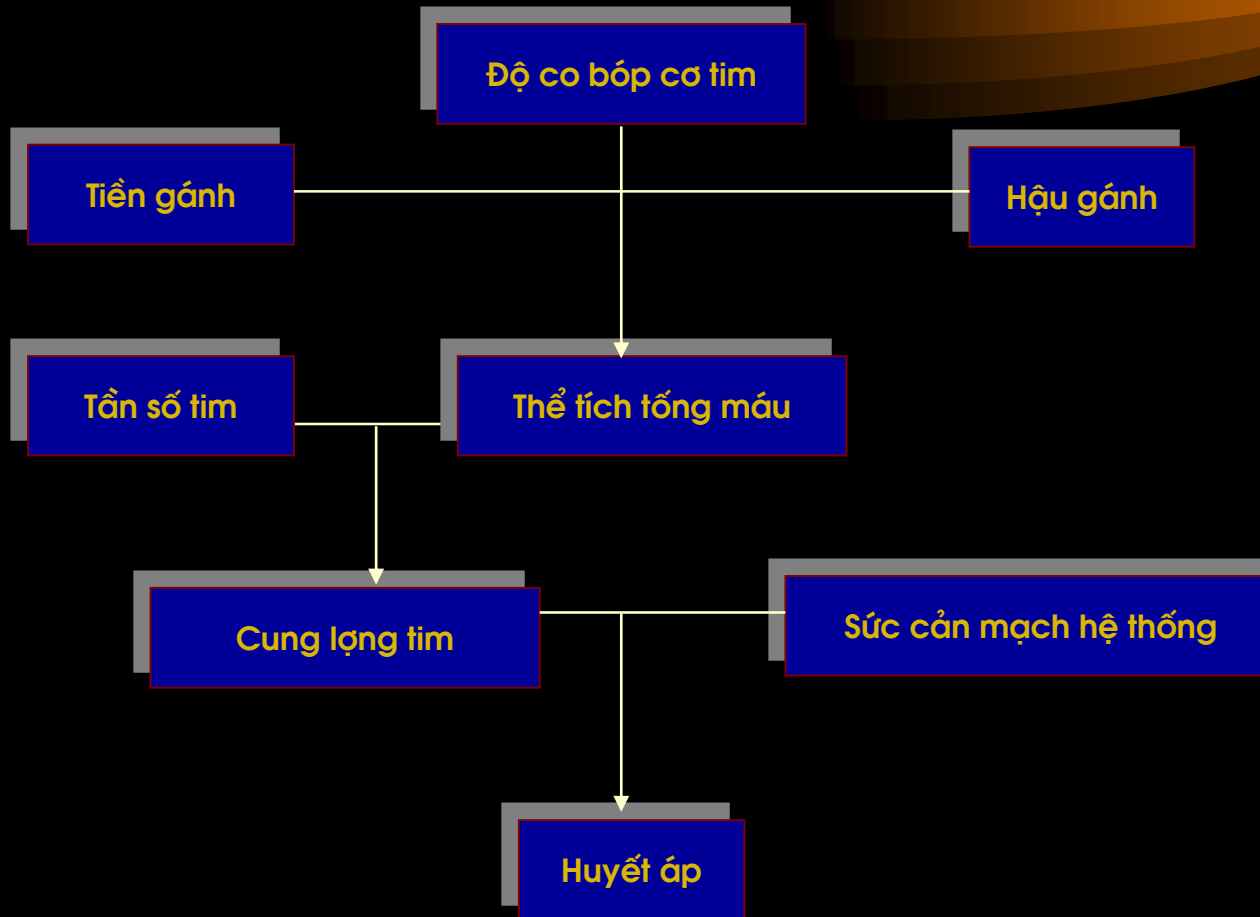 Độ co bóp cơ tim
Tiền gánh
Hậu gánh
Tần số tim
Thể tích tống máu
Cung lợng tim
Sức cản mạch hệ thống
Huyết áp